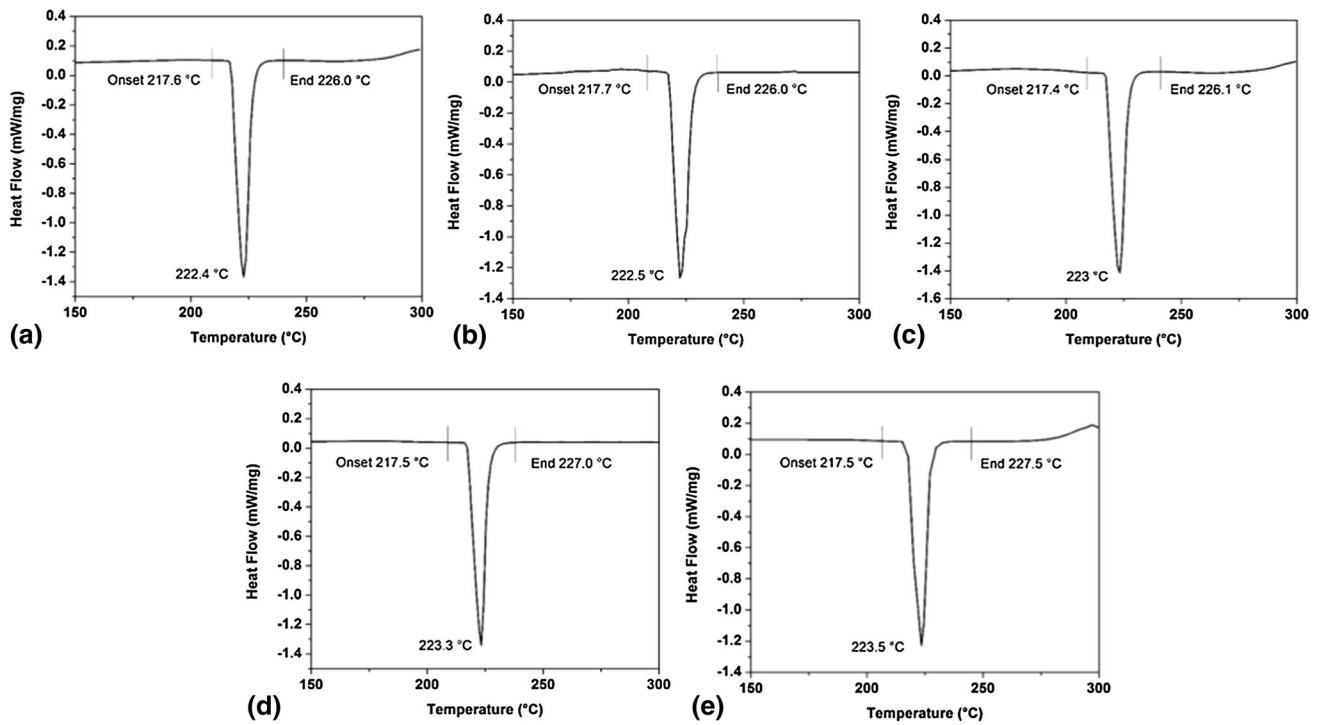 0.4
0.2
0.0
-0.2
-0.4
-0.6
-0.8
-1.0
-1.2
-1.4
Heat Flow (mW/mg)
Onset 217.6 °C
End 226.0 °C
222.4 °C
150 200 250 300
Temperature (°C)
(a)
0.4
0.2
0.0
-0.2
-0.4
-0.6
-0.8
-1.0
-1.2
-1.4
Heat Flow (mW/mg)
Onset 217.7 °C
End 226.0 °C
222.5 °C
150 200 250 300
Temperature (°C)
(b)
0.4
0.2
0.0
-0.2
-0.4
-0.6
-0.8
-1.0
-1.2
-1.4
-1.6
Heat Flow (mW/mg)
Onset 217.4 °C
End 226.1 °C
223 °C
150 200 250 300
Temperature (°C)
(c)
0.4
0.2
0.0
-0.2
-0.4
-0.6
-0.8
-1.0
-1.2
-1.4
Heat Flow (mW/mg)
Onset 217.5 °C
End 227.0 °C
223.3 °C
150 200 250 300
Temperature (°C)
(d)
0.4
0.2
0.0
-0.2
-0.4
-0.6
-0.8
-1.0
-1.2
-1.4
Heat Flow (mW/mg)
Onset 217.5 °C
End 227.5 °C
223.5 °C
150 200 250 300
Temperature (°C)
(e)